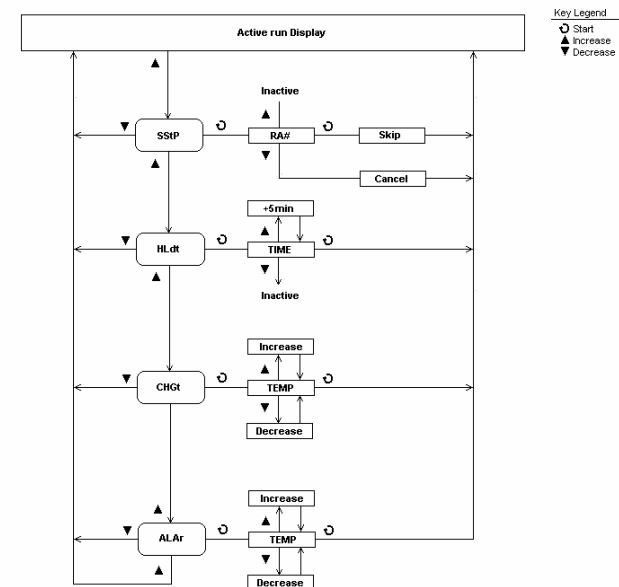 Key Legend
Start
Increase
Decrease
Active run Display
Inactive
SStP
RA#
Skip
Cancel
+5min
HLdt
TIME
Inactive
Increase
CHGt
TEMP
Decrease
Increase
ALAr
TEMP
Decrease